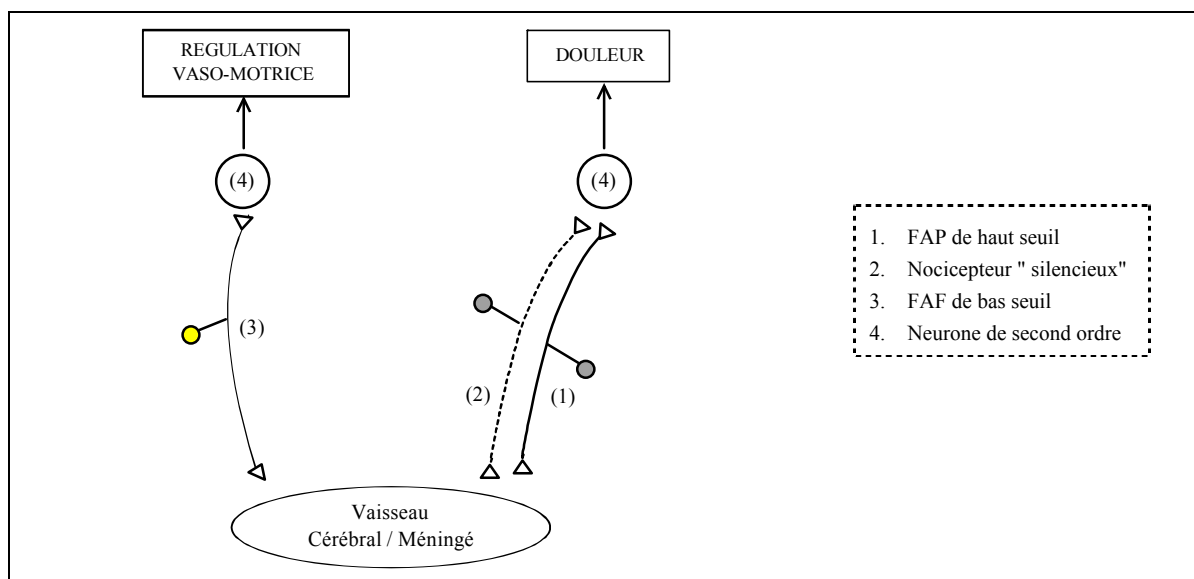 REGULATION
VASO-MOTRICE
DOULEUR
(4)
(4)
1. FAP de haut seuil
2. Nocicepteur " silencieux"
3. FAF de bas seuil
4. Neurone de second ordre
(3)
(2)
(1)
Vaisseau
Cérébral / Méningé